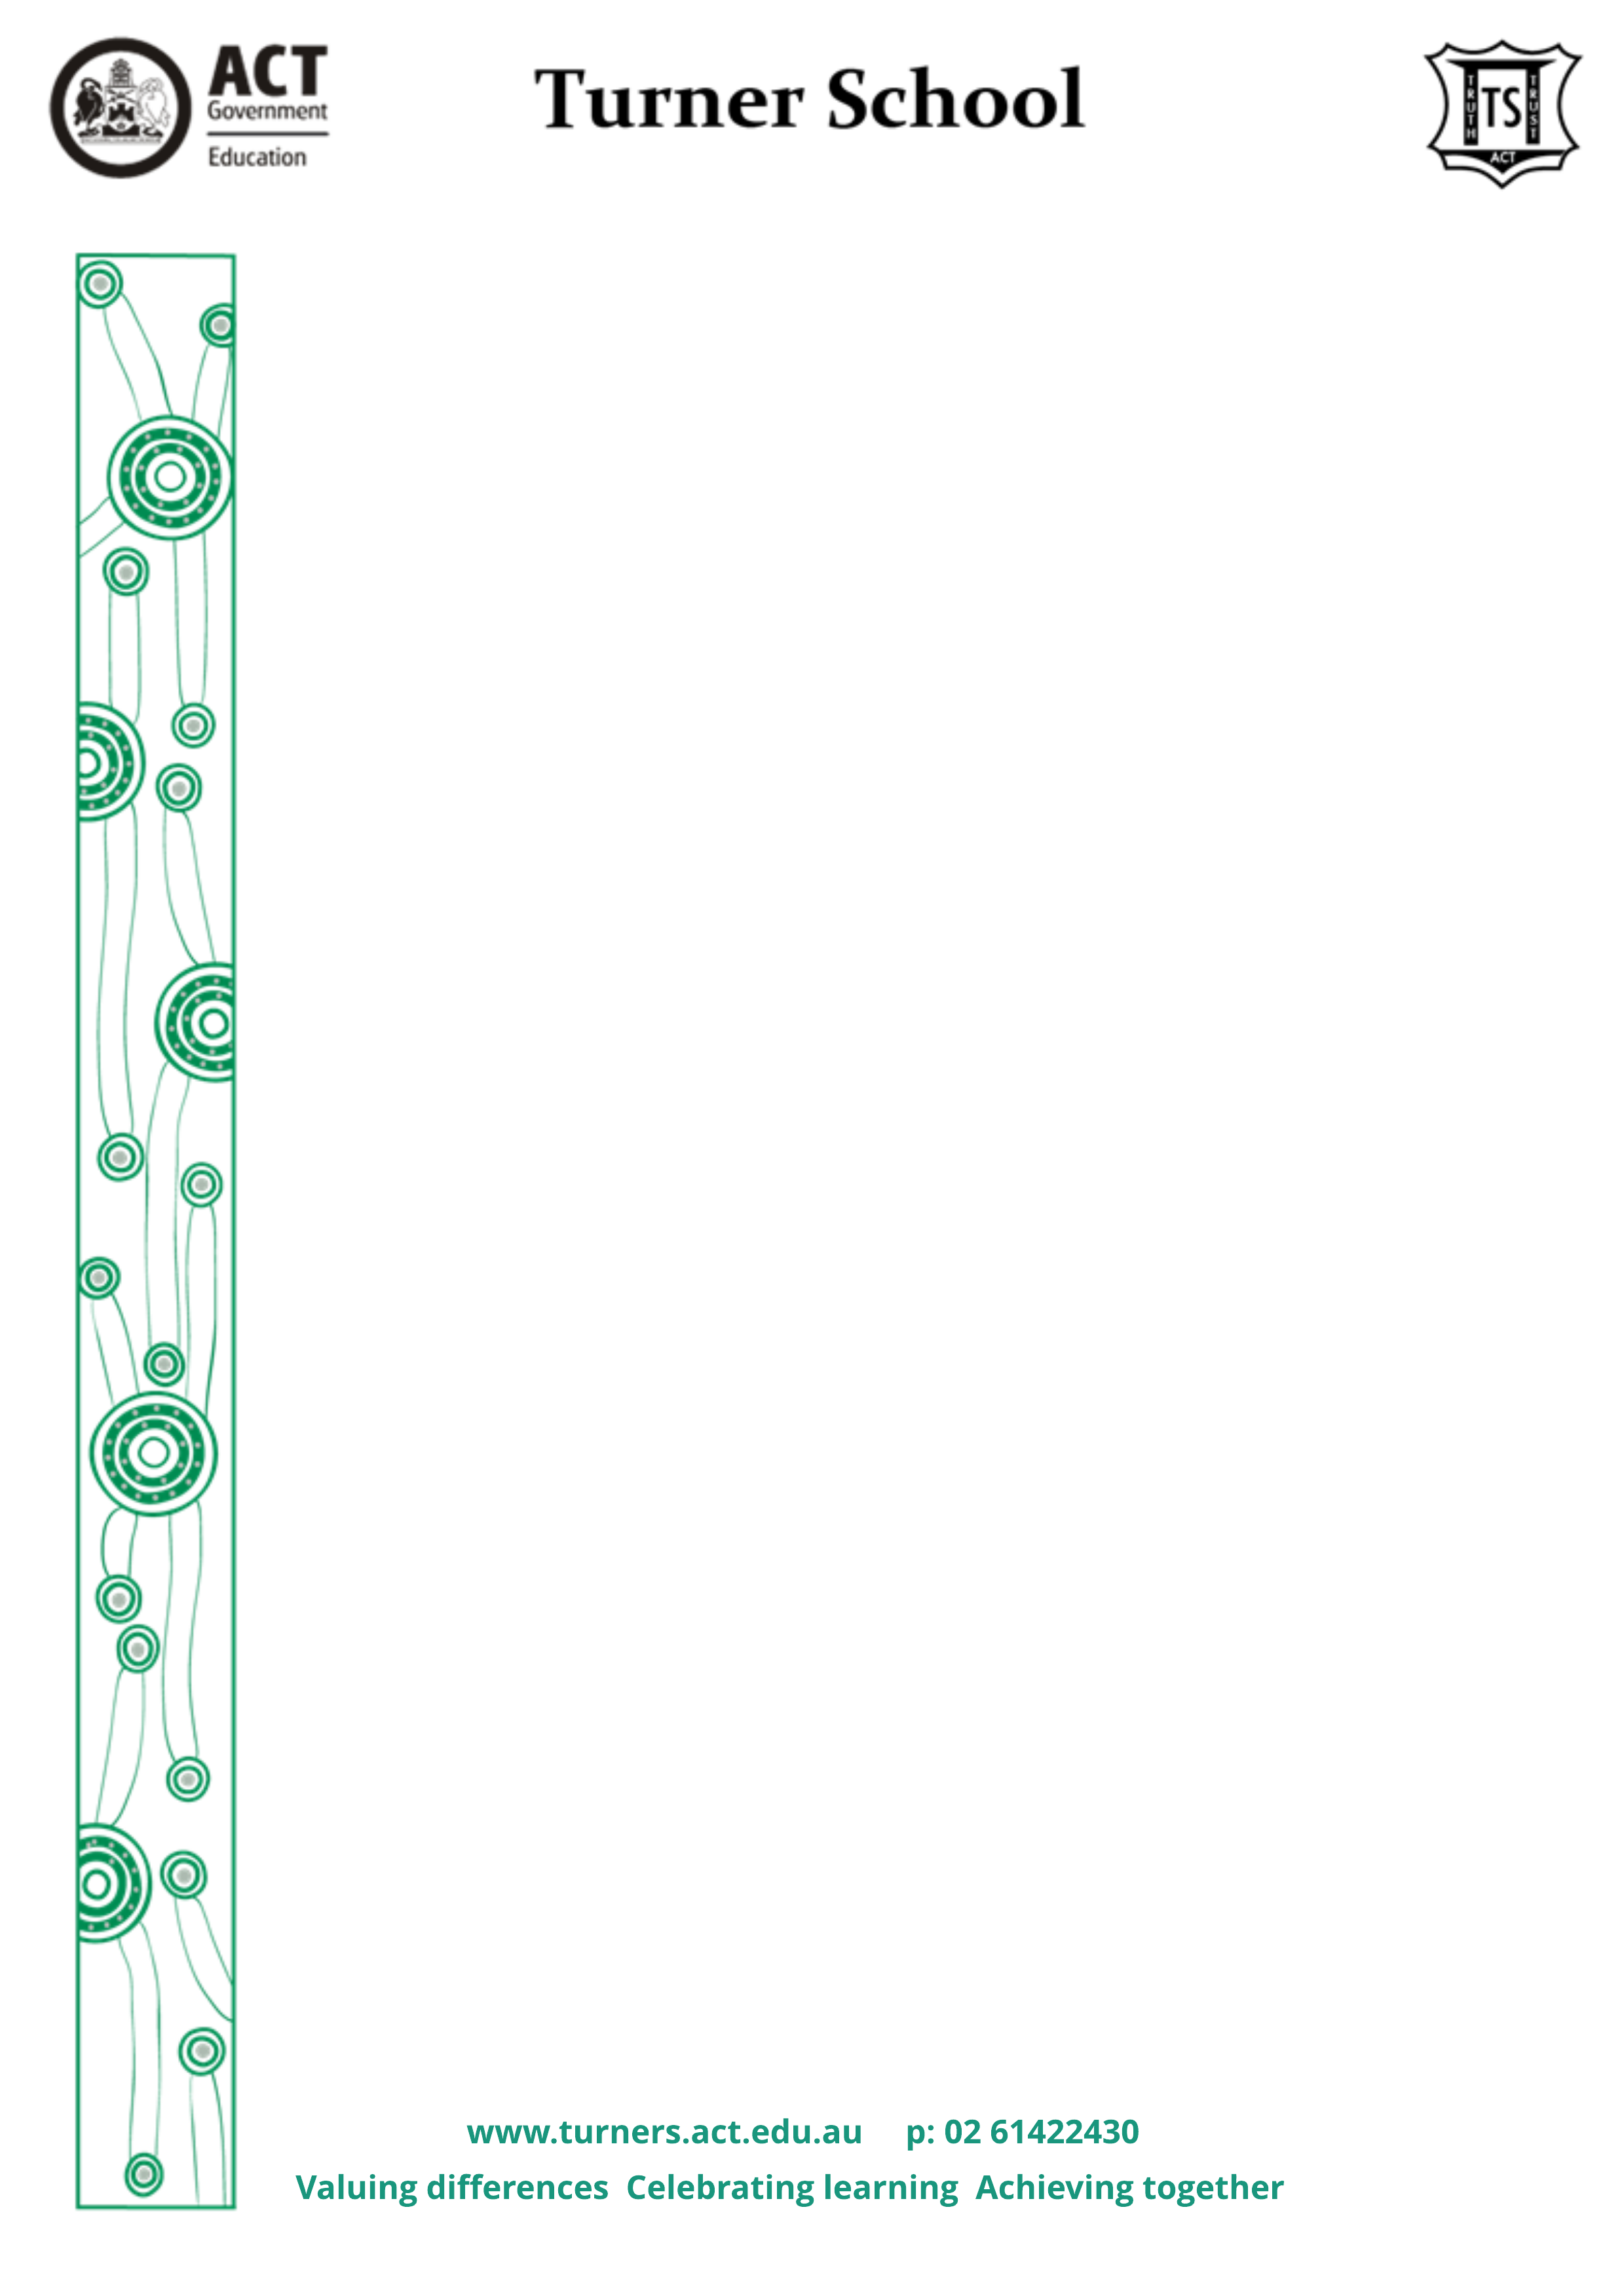 ACT
Government
Education
Turner School
TRUTH
TS
TRUST
ACT
www.turners.act.edu.au p: 02 61422430
Valuing differences Celebrating learning Achieving together